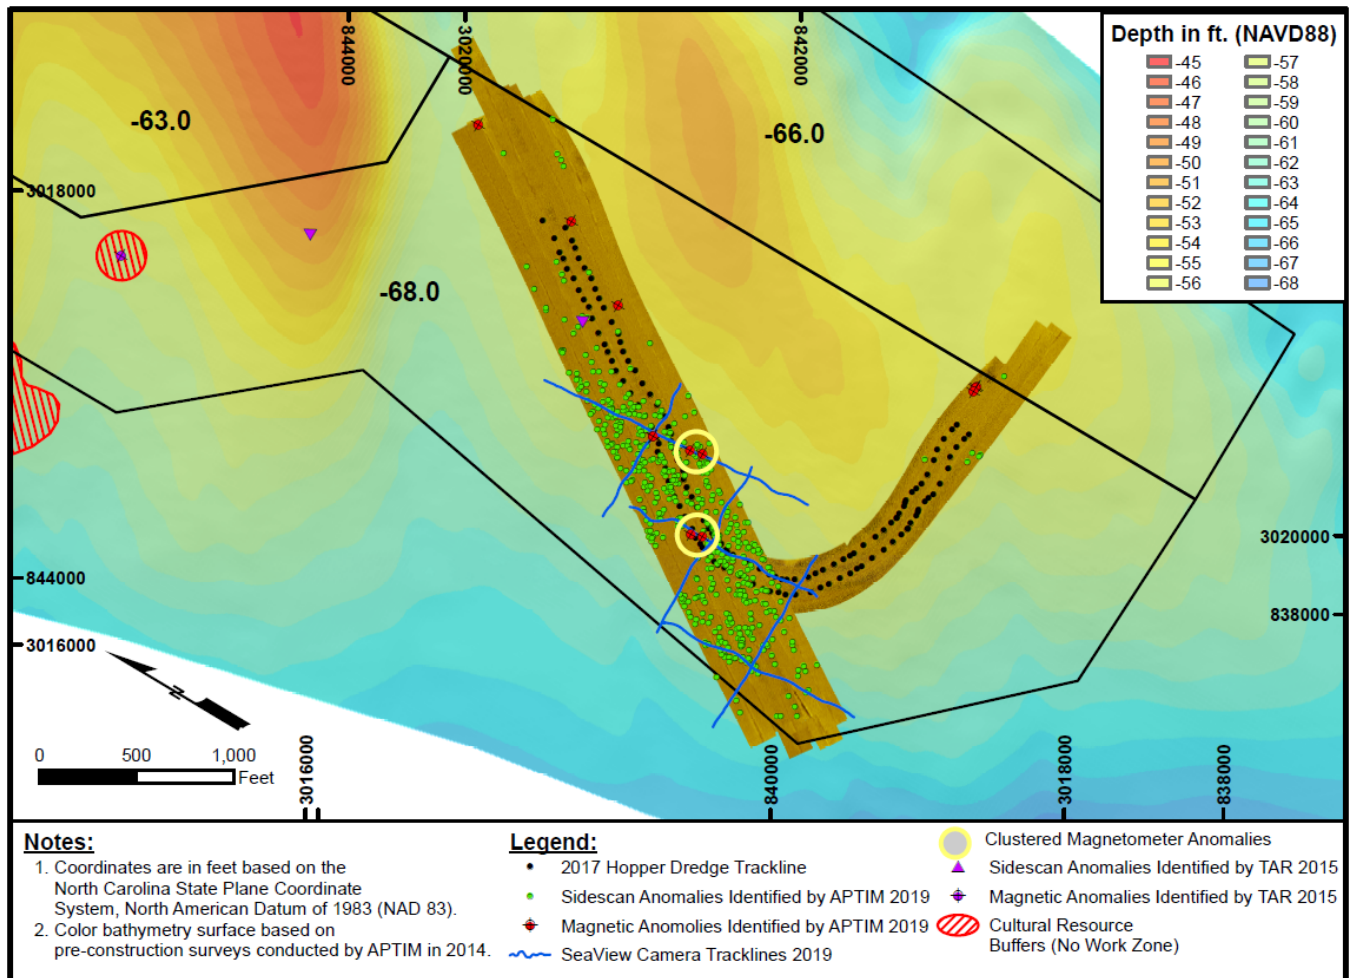 844000
3020000
842000
Depth in ft. (NAVD88)
-45 -57
-46 -58
-47 -59
-48 -60
-49 -61
-50 -62
-51 -63
-52 -64
-53 -65
-54 -66
-55 -67
-56 -68
-63.0
-66.0
3018000
-68.0
3020000
844000
838000
3016000
N
0 500 1,000
Feet
3016000
840000
3018000
838000
Notes:
1. Coordinates are in feet based on the
North Carolina State Plane Coordinate
System, North American Datum of 1983 (NAD 83).
2. Color bathymetry surface based on
pre-construction surveys conducted by APTIM in 2014.
Legend:
2017 Hopper Dredge Trackline
Sidescan Anomalies Identified by APTIM 2019
Magnetic Anomalies Identified by APTIM 2019
SeaView Camera Tracklines 2019
Clustered Magnetometer Anomalies
Sidescan Anomalies Identified by TAR 2015
Magnetic Anomalies Identified by TAR 2015
Cultural Resource
Buffers (No Work Zone)